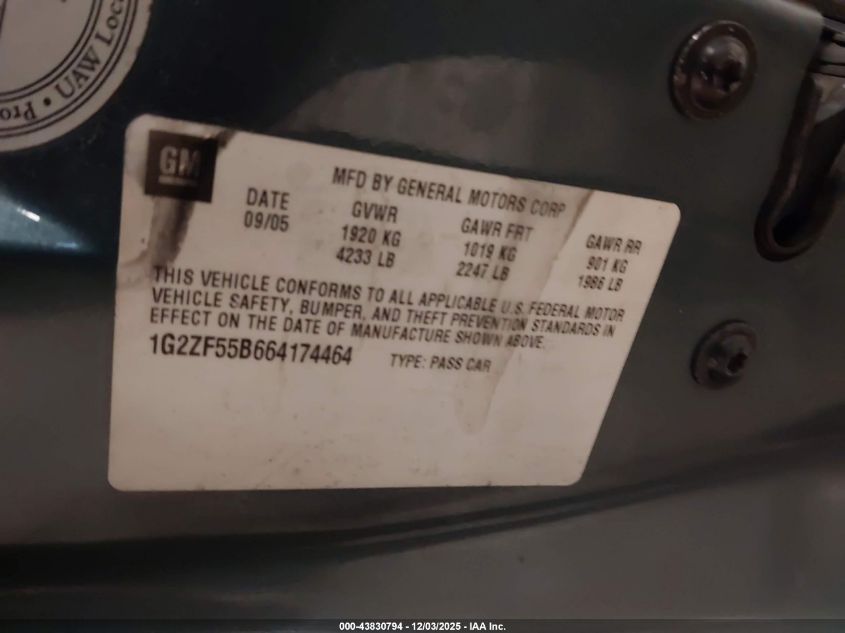 Pro
• UAW Loc
GM
MFD BY GENERAL MOTORS CORP
DATE GVWR GAWR FRT GAWR RR
09/05 1920 KG 1019 KG 901 KG
4233 LB 2247 LB 1986 LB
THIS VEHICLE CONFORMS TO ALL APPLICABLE U.S. FEDERAL MOTOR
VEHICLE SAFETY, BUMPER, AND THEFT PREVENTION STANDARDS IN
EFFECT ON THE DATE OF MANUFACTURE SHOWN ABOVE.
1G2ZF55B664174464 TYPE: PASS CAR
000-43830794 - 12/03/2025 - IAA Inc.